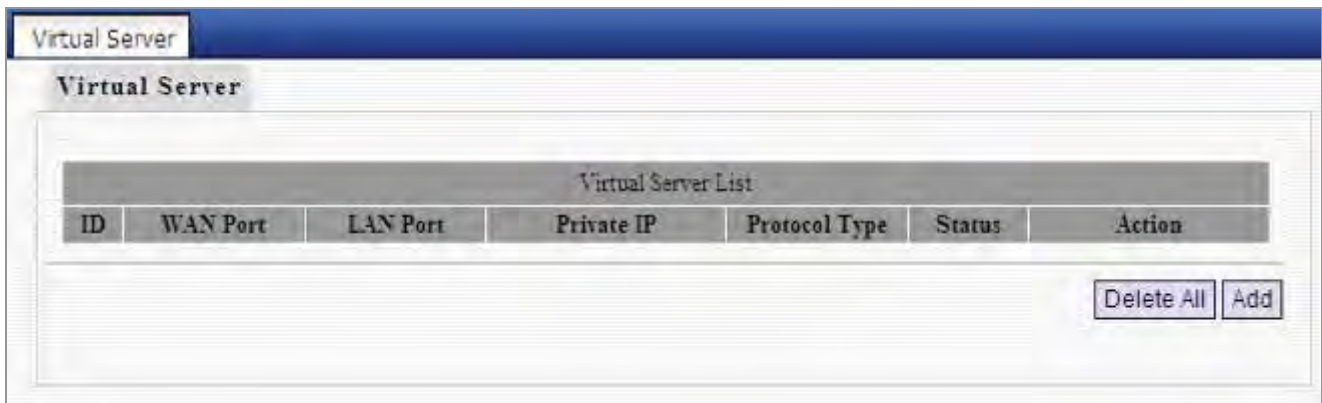 Virtual Server
Virtual Server
Virtual Server List
ID WAN Port LAN Port Private IP Protocol Type Status Action
Delete All Add